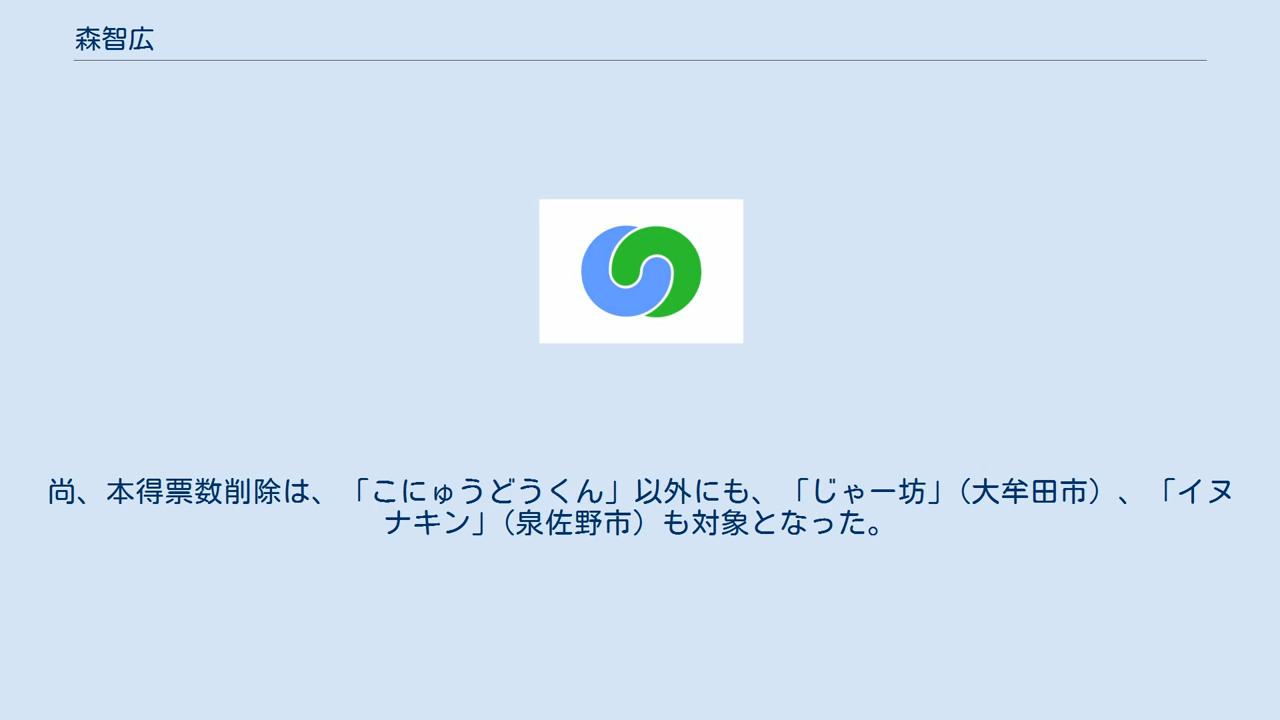 森智広
尚、本得票数削除は、「こにゅうどうくん」以外にも、「じゃー坊」（大牟田市）、「イヌ
ナキン」（泉佐野市）も対象となった。